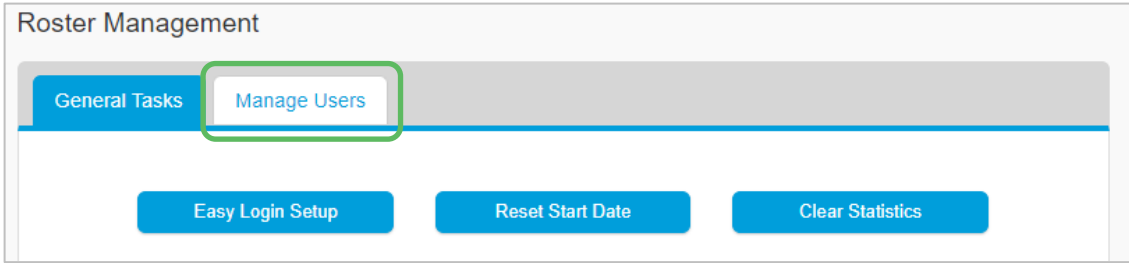 Roster Management
General Tasks Manage Users
Easy Login Setup Reset Start Date Clear Statistics